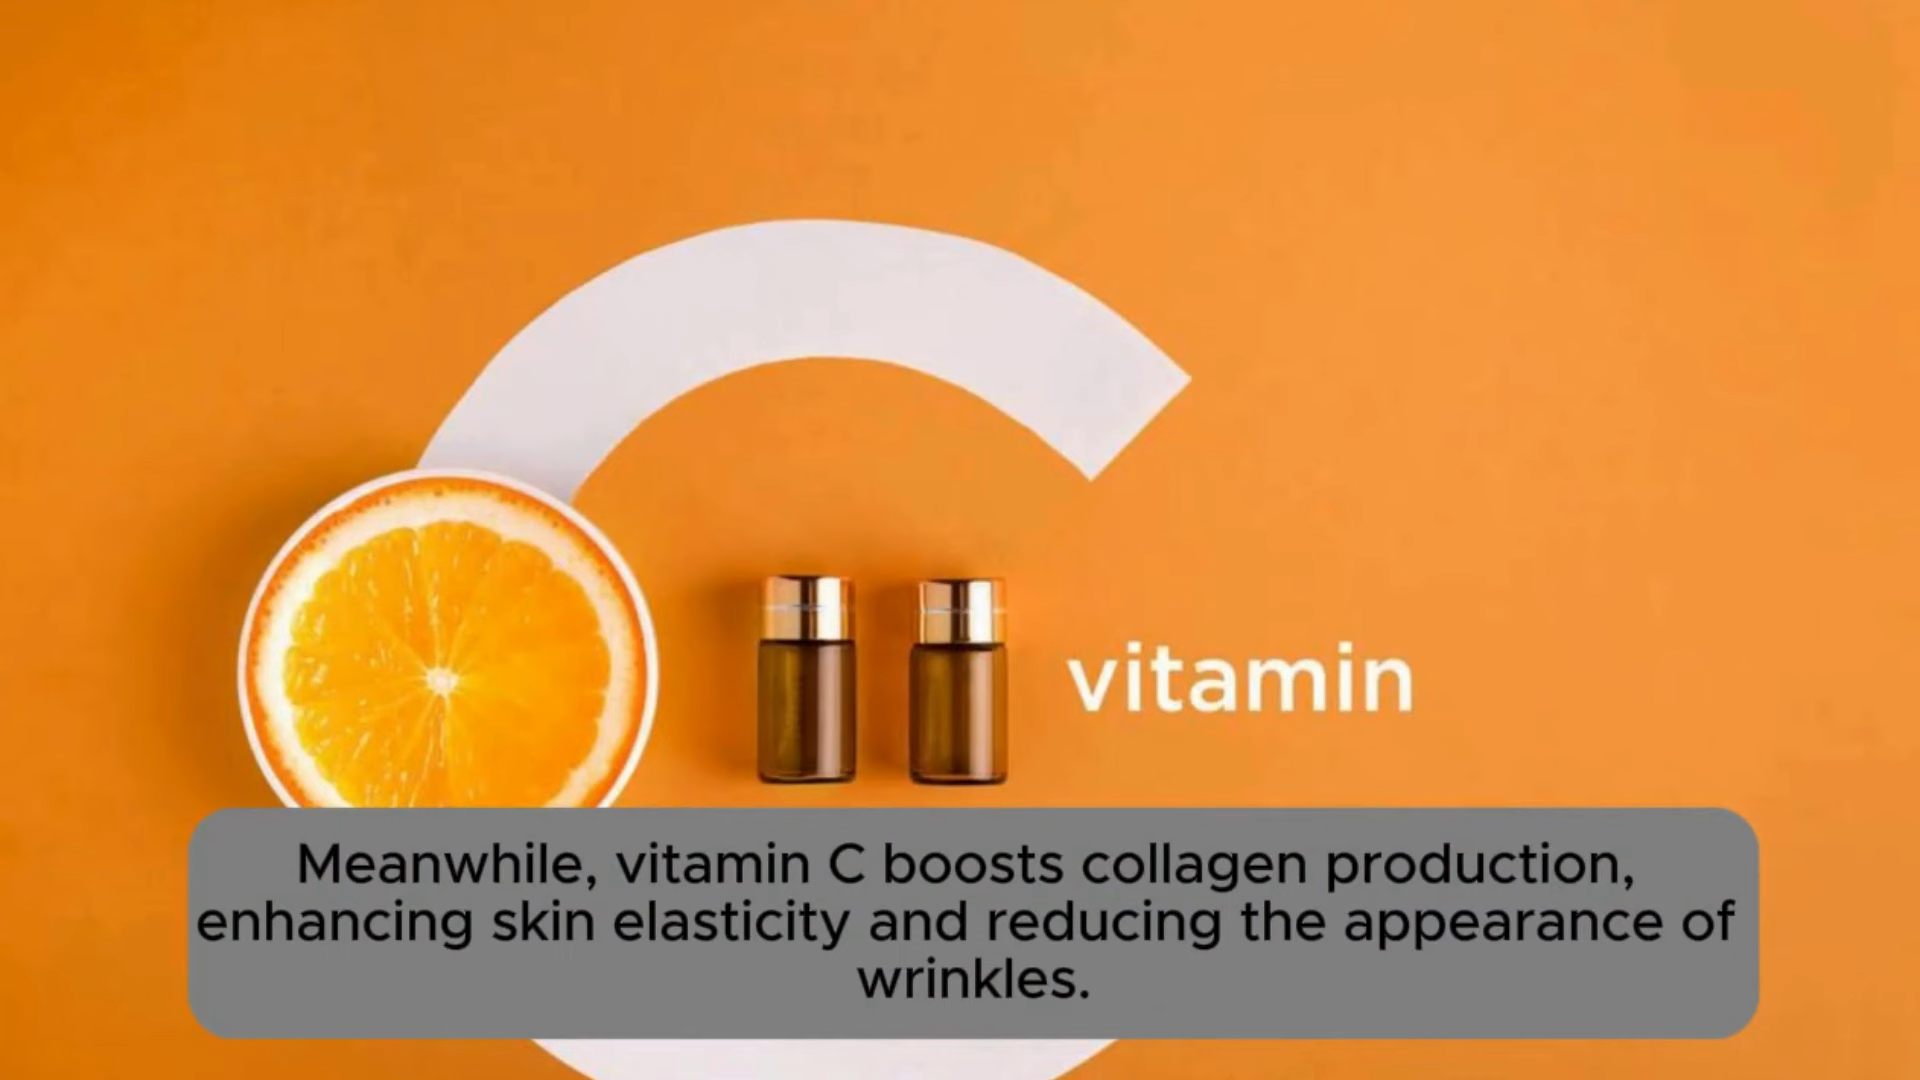 vitamin
Meanwhile, vitamin C boosts collagen production,
enhancing skin elasticity and reducing the appearance of
wrinkles.